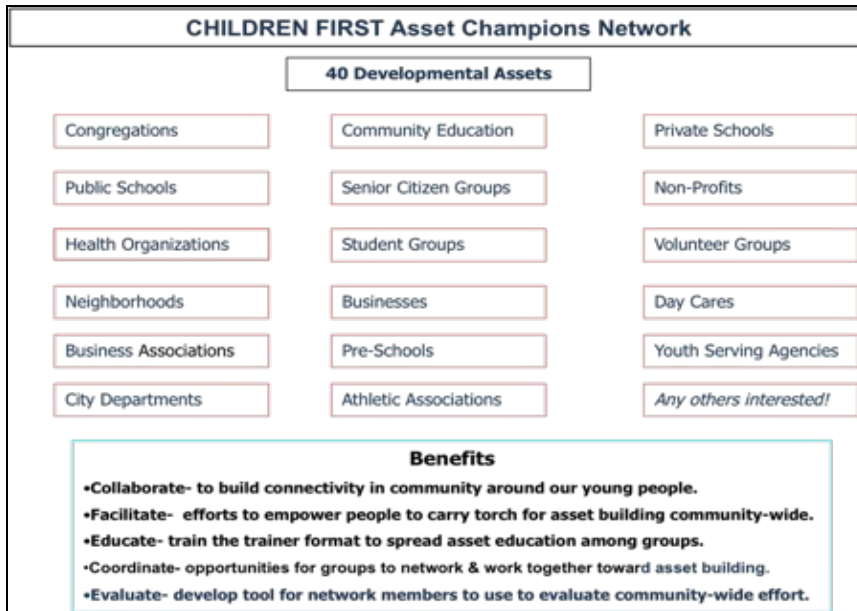 CHILDREN FIRST Asset Champions Network
40 Developmental Assets
Congregations
Community Education
Private Schools
Public Schools
Senior Citizen Groups
Non-Profits
Health Organizations
Student Groups
Volunteer Groups
Neighborhoods
Businesses
Day Cares
Business Associations
Pre-Schools
Youth Serving Agencies
City Departments
Athletic Associations
Any others interested!
Benefits
•Collaborate- to build connectivity in community around our young people.
•Facilitate- efforts to empower people to carry torch for asset building community-wide.
•Educate- train the trainer format to spread asset education among groups.
•Coordinate- opportunities for groups to network & work together toward asset building.
•Evaluate- develop tool for network members to use to evaluate community-wide effort.